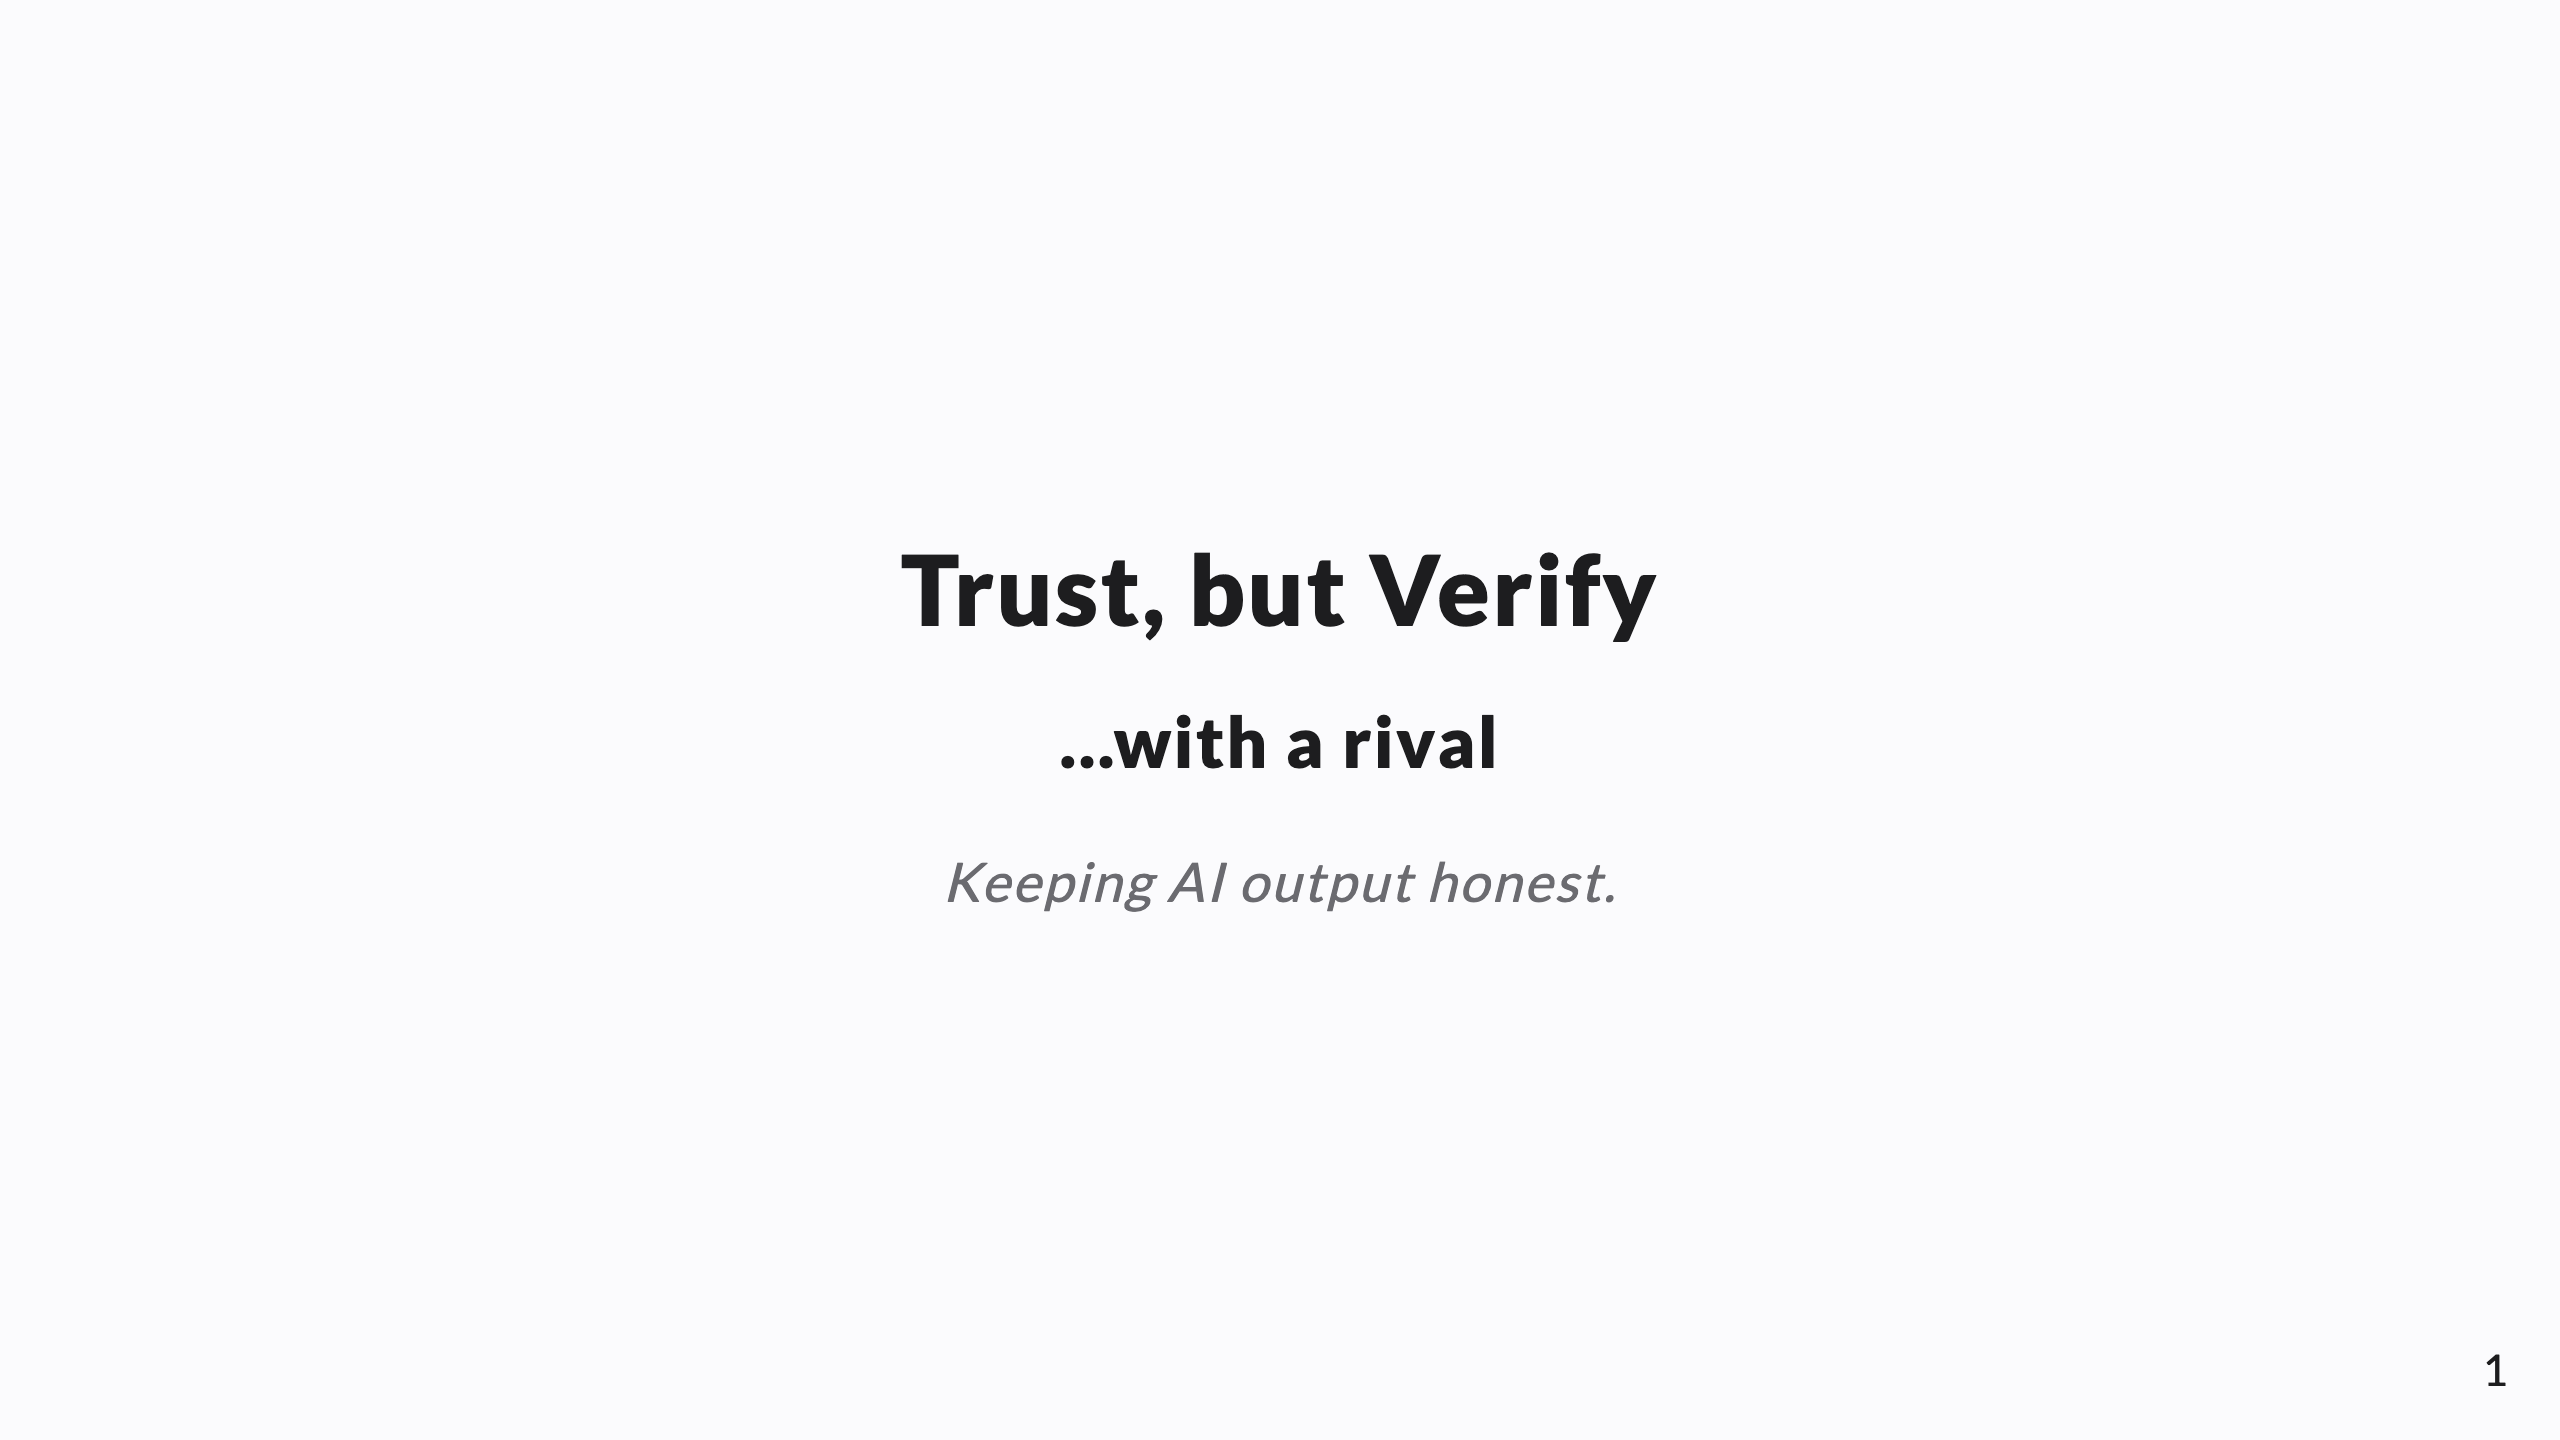 Trust, but Verify
...with a rival
Keeping AI output honest.
1